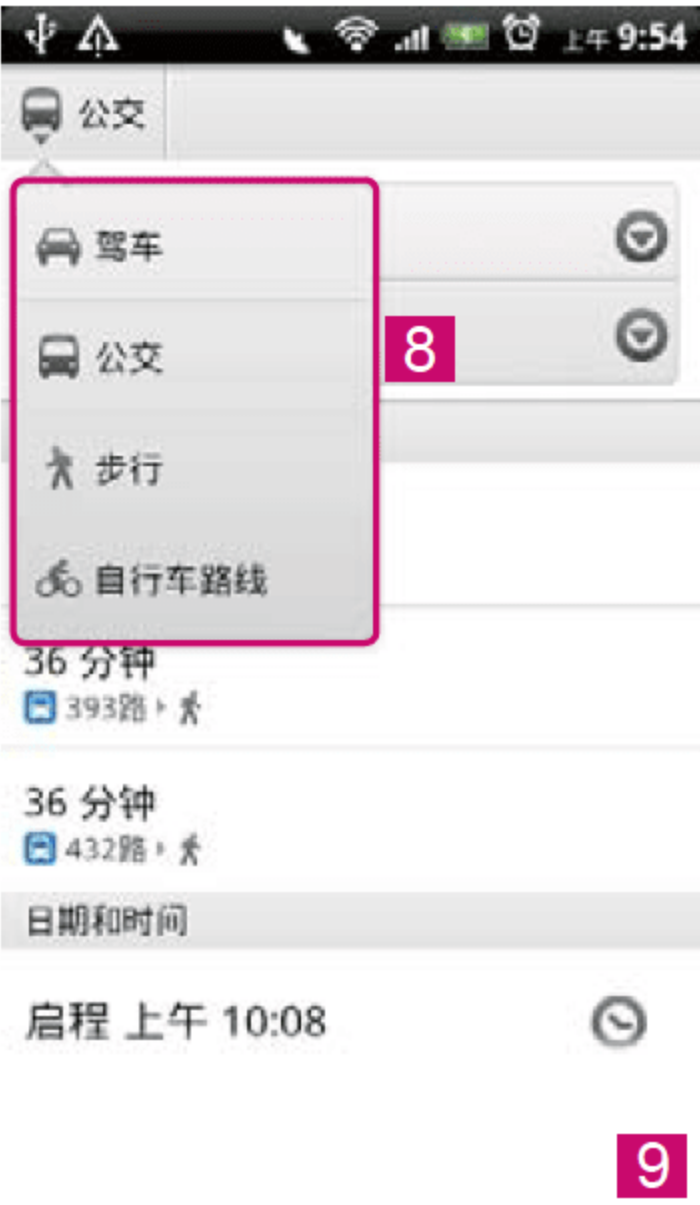 上午 9:54
公交
驾车
公交
8
步行
自行车路线
36 分钟
393路
36 分钟
432路
日期和时间
启程 上午 10:08
9